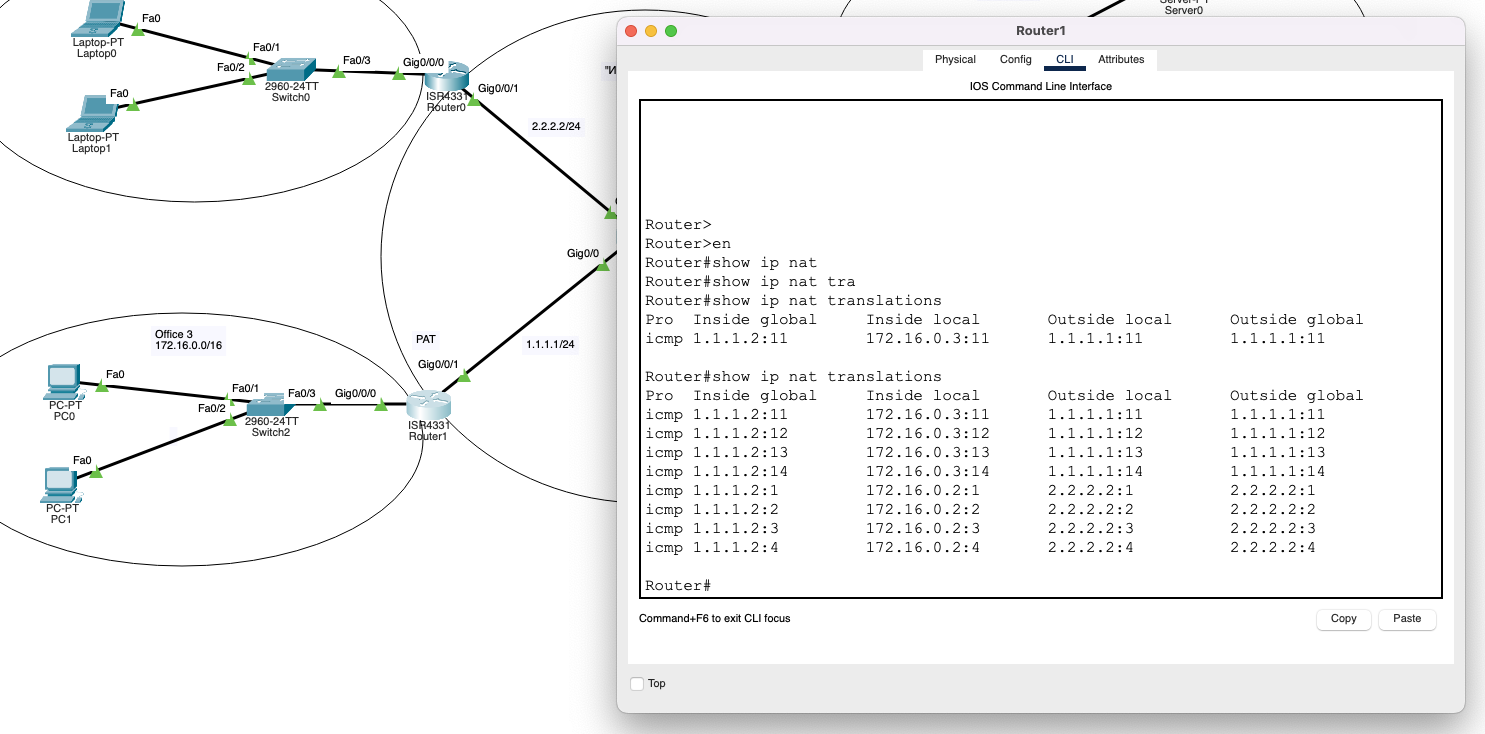 Fa0
Laptop-PT
Laptop0
Fa0/1
Fa0/2
Fa0/3
2960-24TT
Switch0
Gig0/0/0
ISR4331
Router0
Gig0/0/1
Fa0
Laptop-PT
Laptop1
2.2.2.2/24
"И
Gig0/0
Office 3
172.16.0.0/16
PAT
1.1.1.1/24
Gig0/0/1
Fa0
PC-PT
PC0
Fa0/1
Fa0/2
Fa0/3
Gig0/0/0
2960-24TT
Switch2
ISR4331
Router1
Fa0
PC-PT
PC1
Server-PT
Server0
Router1
Physical Config CLI Attributes
IOS Command Line Interface
Router>
Router>en
Router#show ip nat
Router#show ip nat tra
Router#show ip nat translations
Pro Inside global Inside local Outside local Outside global
icmp 1.1.1.2:11 172.16.0.3:11 1.1.1.1:11 1.1.1.1:11
Router#show ip nat translations
Pro Inside global Inside local Outside local Outside global
icmp 1.1.1.2:11 172.16.0.3:11 1.1.1.1:11 1.1.1.1:11
icmp 1.1.1.2:12 172.16.0.3:12 1.1.1.1:12 1.1.1.1:12
icmp 1.1.1.2:13 172.16.0.3:13 1.1.1.1:13 1.1.1.1:13
icmp 1.1.1.2:14 172.16.0.3:14 1.1.1.1:14 1.1.1.1:14
icmp 1.1.1.2:1 172.16.0.2:1 2.2.2.2:1 2.2.2.2:1
icmp 1.1.1.2:2 172.16.0.2:2 2.2.2.2:2 2.2.2.2:2
icmp 1.1.1.2:3 172.16.0.2:3 2.2.2.2:3 2.2.2.2:3
icmp 1.1.1.2:4 172.16.0.2:4 2.2.2.2:4 2.2.2.2:4
Router#
Command+F6 to exit CLI focus
Copy
Paste
Top